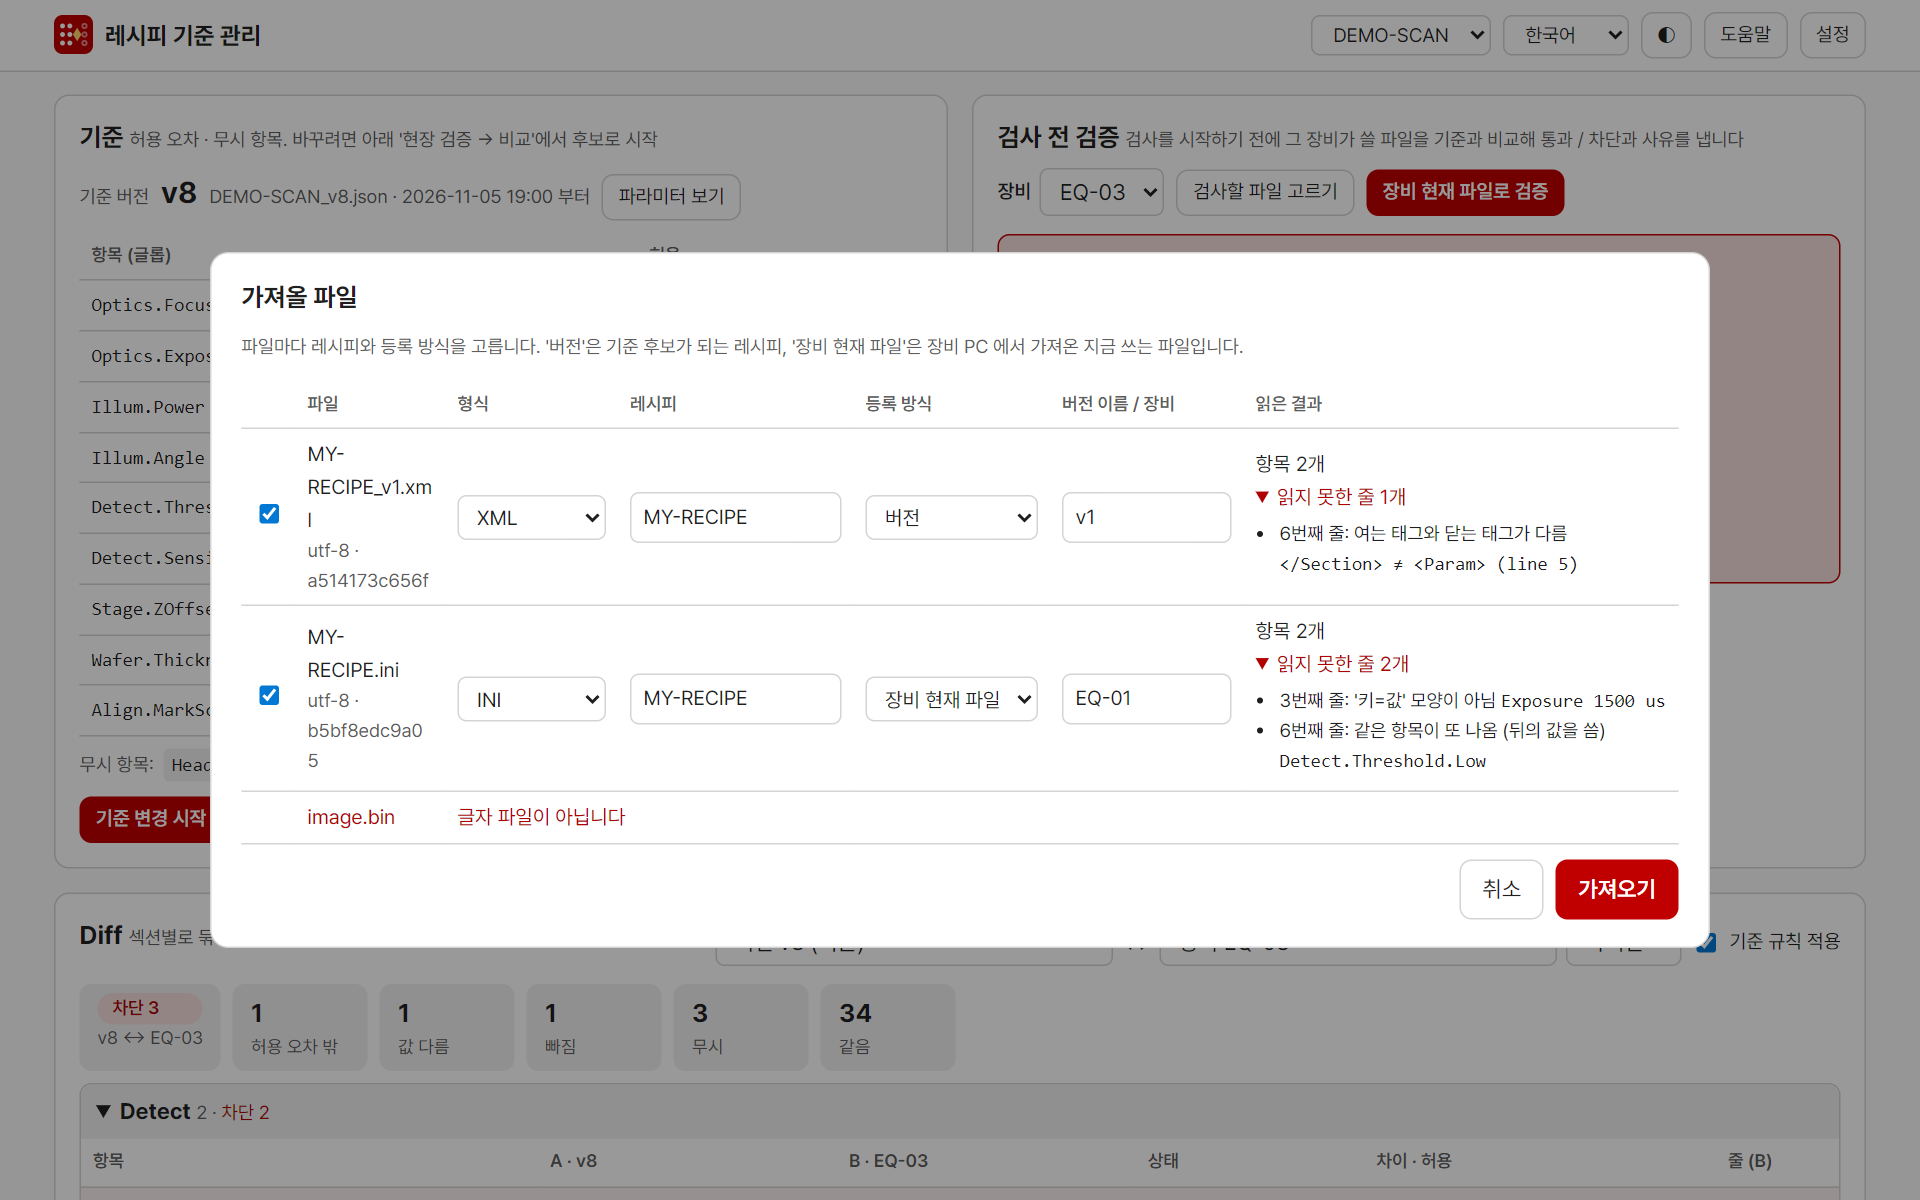 레시피 기준 관리
DEMO-SCAN
한국어
도움말
설정
기준 허용 오차 · 무시 항목. 바꾸려면 아래 '현장 검증 → 비교'에서 후보로 시작
기준 버전 v8 DEMO-SCAN_v8.json · 2026-11-05 19:00 부터
파라미터 보기
검사 전 검증 검사를 시작하기 전에 그 장비가 쓸 파일을 기준과 비교해 통과 / 차단과 사유를 냅니다
장비
EQ-03
검사할 파일 고르기
장비 현재 파일로 검증
항목 (글롭)
Optics.Focus
Optics.Expos
Illum.Power
Illum.Angle
Detect.Thres
Detect.Sensi
Stage.ZOffse
Wafer.Thickn
Align.MarkSc
무시 항목:
Head
기준 변경 시작
가져올 파일
파일마다 레시피와 등록 방식을 고릅니다. '버전'은 기준 후보가 되는 레시피, '장비 현재 파일'은 장비 PC 에서 가져온 지금 쓰는 파일입니다.
파일
형식
레시피
등록 방식
버전 이름 / 장비
읽은 결과
MY-
RECIPE_v1.xm
l
utf-8 ·
a514173c656f
XML
MY-RECIPE
버전
v1
항목 2개
▼ 읽지 못한 줄 1개
• 6번째 줄: 여는 태그와 닫는 태그가 다름
</Section> ≠ <Param> (line 5)
MY-
RECIPE.ini
utf-8 ·
b5bf8edc9a0
5
INI
MY-RECIPE
장비 현재 파일
EQ-01
항목 2개
▼ 읽지 못한 줄 2개
• 3번째 줄: '키=값' 모양이 아님 Exposure 1500 us
• 6번째 줄: 같은 항목이 또 나옴 (뒤의 값을 씀)
Detect.Threshold.Low
image.bin
글자 파일이 아닙니다
취소
가져오기
Diff 섹션별로 묶
기준 규칙 적용
차단 3
v8 ↔ EQ-03
1
허용 오차 밖
1
값 다름
1
빠짐
3
무시
34
같음
▼ Detect 2 · 차단 2
항목
A · v8
B · EQ-03
상태
차이 · 허용
줄 (B)